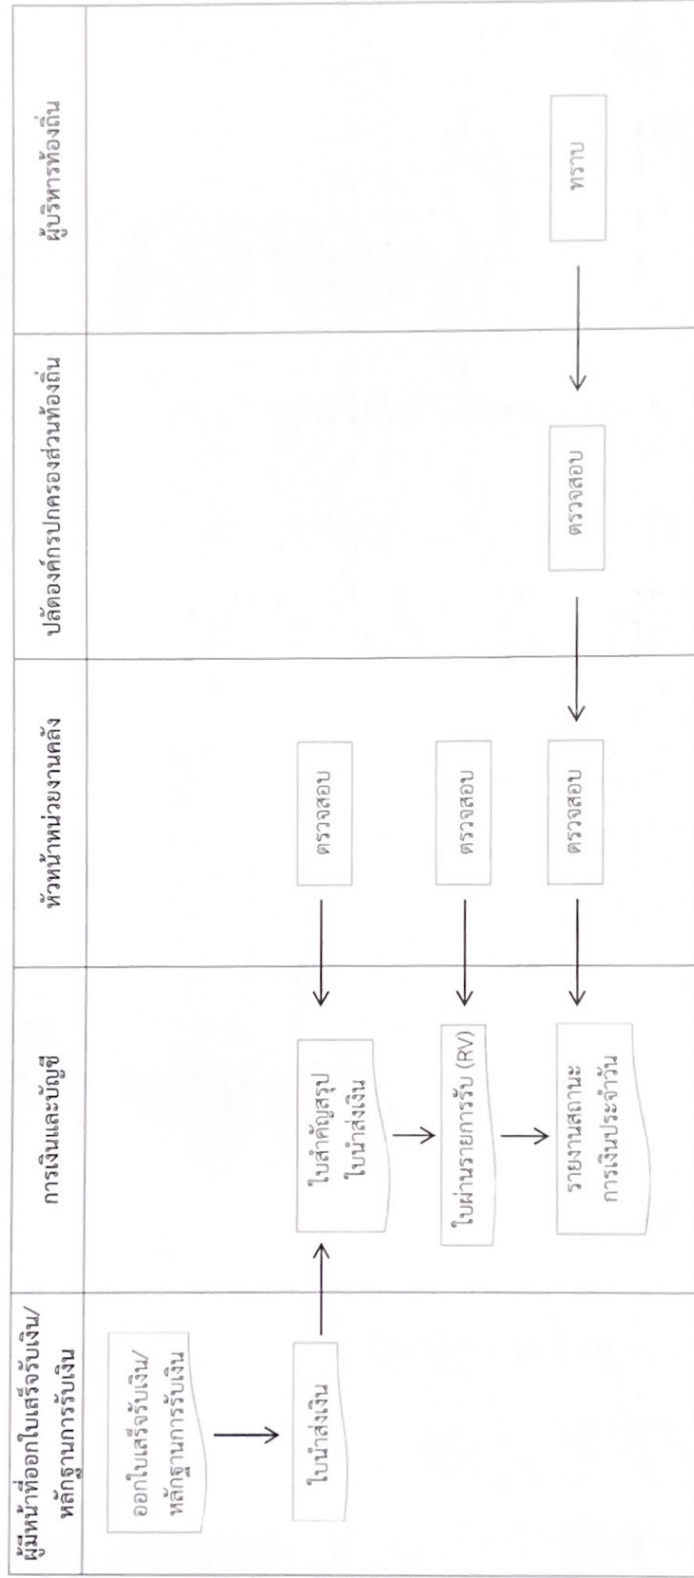 ผู้มีหน้าที่ออกใบเสร็จรับเงิน/
หลักฐานการรับเงิน
การเงินและบัญชี
หัวหน้าหน่วยงานคลัง
ปลัดองค์กรปกครองส่วนท้องถิ่น
ผู้บริหารท้องถิ่น
ออกใบเสร็จรับเงิน/
หลักฐานการรับเงิน
ใบนำส่งเงิน
ใบสำคัญสรุป
ใบนำส่งเงิน
ตรวจสอบ
ใบผ่านรายการรับ (RV)
ตรวจสอบ
รายงานสถานะ
การเงินประจำวัน
ตรวจสอบ
ตรวจสอบ
ทราบ